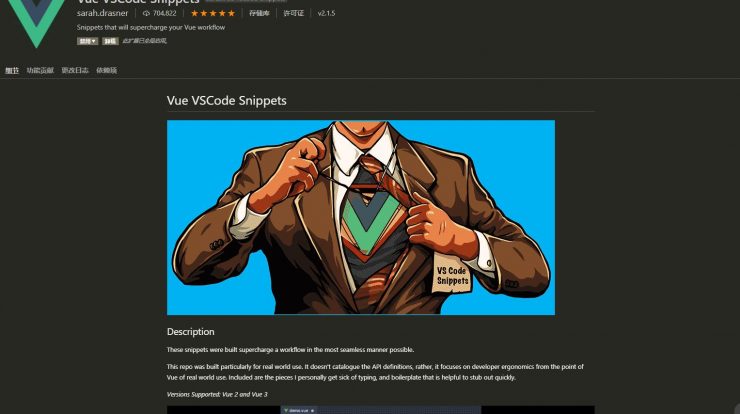 Vue VSCode Snippets
sarah.drasner 704,822 存储库 许可证 v2.1.5
Snippets that will supercharge your Vue workflow
禁用 卸载 此扩展已全局启用。
细节 功能贡献 更改日志 依赖项
Vue VSCode Snippets
VS Code
Snippets
Description
These snippets were built supercharge a workflow in the most seamless manner possible.
This repo was built particularly for real world use. It doesn't catalogue the API definitions, rather, it focuses on developer ergonomics from the point of
Vue of real world use. Included are the pieces I personally get sick of typing, and boilerplate that is helpful to stub out quickly.
Versions Supported: Vue 2 and Vue 3
demo.vue